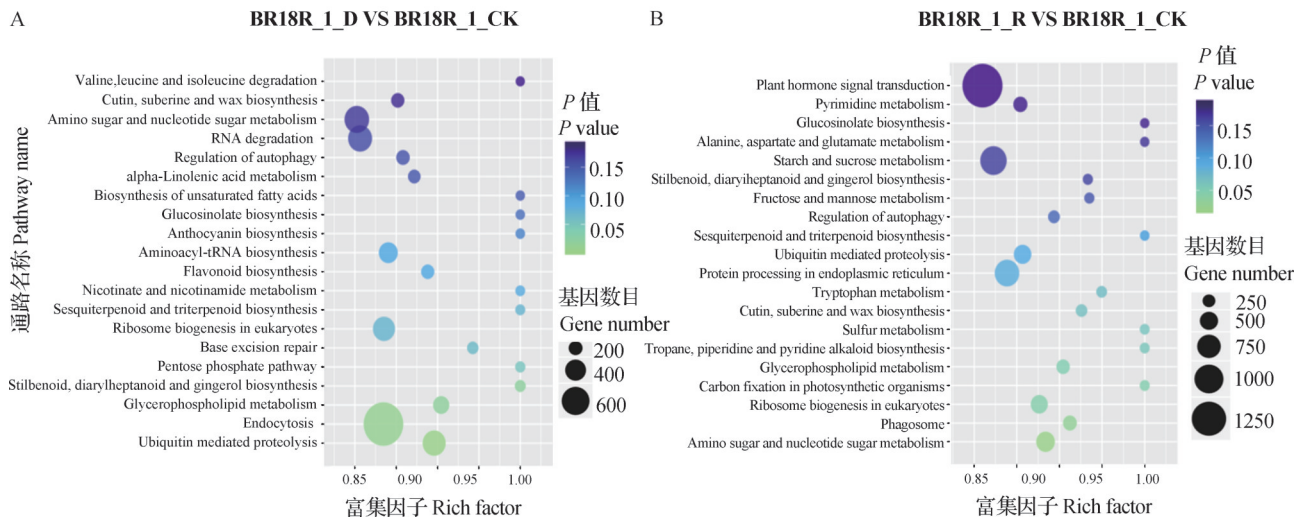 A
BR18R_1_D VS BR18R_1_CK
通路名称 Pathway name
Valine,leucine and isoleucine degradation
Cutin, suberine and wax biosynthesis
Amino sugar and nucleotide sugar metabolism
RNA degradation
Regulation of autophagy
alpha-Linolenic acid metabolism
Biosynthesis of unsaturated fatty acids
Glucosinolate biosynthesis
Anthocyanin biosynthesis
Aminoacyl-tRNA biosynthesis
Flavonoid biosynthesis
Nicotinate and nicotinamide metabolism
Sesquiterpenoid and triterpenoid biosynthesis
Ribosome biogenesis in eukaryotes
Base excision repair
Pentose phosphate pathway
Stilbenoid, diarylheptanoid and gingerol biosynthesis
Glycerophospholipid metabolism
Endocytosis
Ubiquitin mediated proteolysis
0.85 0.90 0.95 1.00
富集因子 Rich factor
P 值
P value
0.15
0.10
0.05
基因数目
Gene number
200
400
600
B
BR18R_1_R VS BR18R_1_CK
Plant hormone signal transduction
Pyrimidine metabolism
Glucosinolate biosynthesis
Alanine, aspartate and glutamate metabolism
Starch and sucrose metabolism
Stilbenoid, diaryiheptanoid and gingerol biosynthesis
Fructose and mannose metabolism
Regulation of autophagy
Sesquiterpenoid and triterpenoid biosynthesis
Ubiquitin mediated proteolysis
Protein processing in endoplasmic reticulum
Tryptophan metabolism
Cutin, suberine and wax biosynthesis
Sulfur metabolism
Tropane, piperidine and pyridine alkaloid biosynthesis
Glycerophospholipid metabolism
Carbon fixation in photosynthetic organisms
Ribosome biogenesis in eukaryotes
Phagosome
Amino sugar and nucleotide sugar metabolism
0.85 0.90 0.95 1.00
富集因子 Rich factor
P 值
P value
0.15
0.10
0.05
基因数目
Gene number
250
500
750
1000
1250